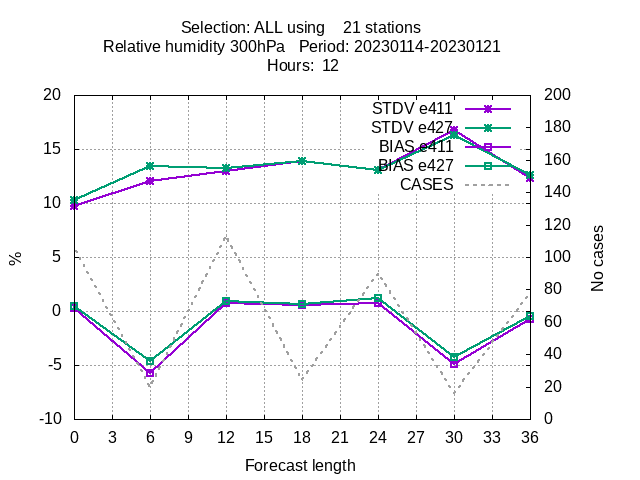 Selection: ALL using    21 stations
Relative humidity 300hPa   Period: 20230114-20230121
Hours:  12
STDV e411
STDV e427
BIAS e411
BIAS e427
CASES
20
15
10
5
0
-5
-10
%
200
180
160
140
120
100
80
60
40
20
0
No cases
0 3 6 9 12 15 18 21 24 27 30 33 36
Forecast length